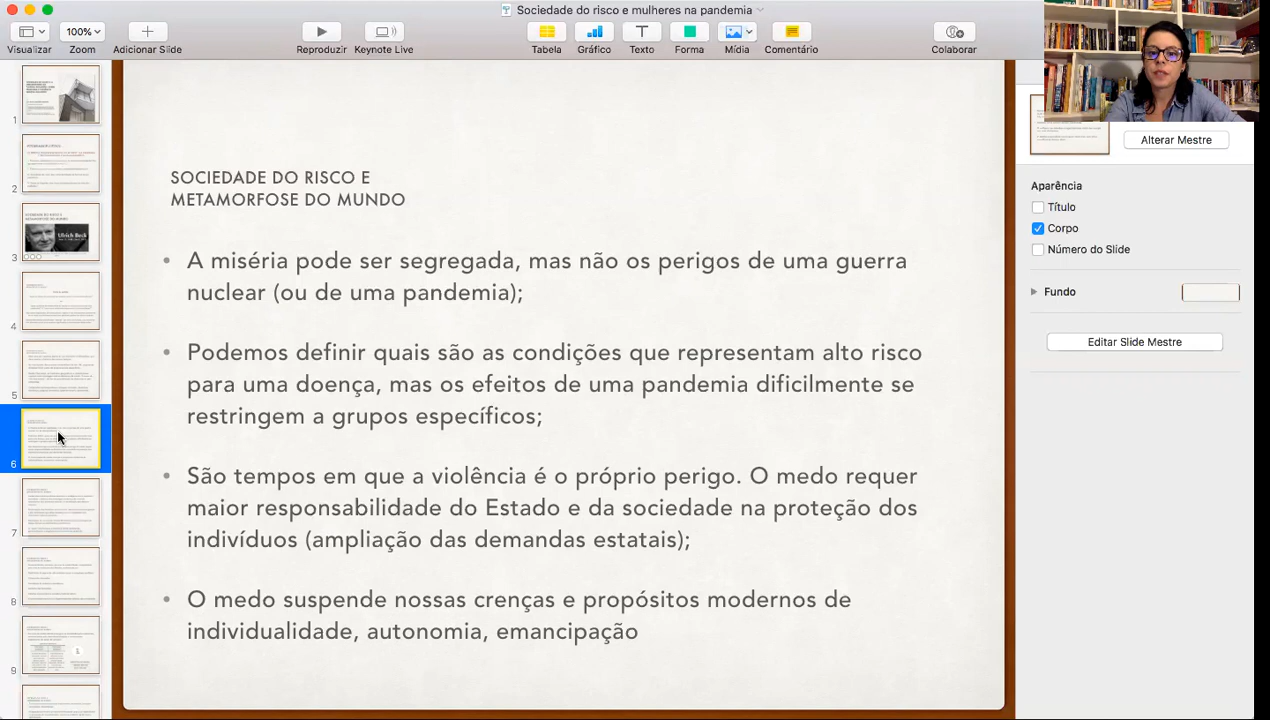 Sociedade do risco e mulheres na pandemia
Visualizar
100%
Zoom
Adicionar Slide
Reproduzir
Keynote Live
Tabela
Gráfico
T
Texto
Forma
Mídia
Comentário
Colaborar
1
2
3
Ulrich Beck
4
5
6
7
8
9
SOCIEDADE DO RISCO E
METAMORFOSE DO MUNDO
• A miséria pode ser segregada, mas não os perigos de uma guerra
nuclear (ou de uma pandemia);
• Podemos definir quais são as condições que representam alto risco
para uma doença, mas os efeitos de uma pandemia dificilmente se
restringem a grupos específicos;
• São tempos em que a violência é o próprio perigo. O medo requer
maior responsabilidade do Estado e da sociedade na proteção dos
indivíduos (ampliação das demandas estatais);
• O medo suspende nossas crenças e propósitos modernos de
individualidade, autonomia, emancipação
Alterar Mestre
Aparência
Título
Corpo
Número do Slide
Fundo
Editar Slide Mestre